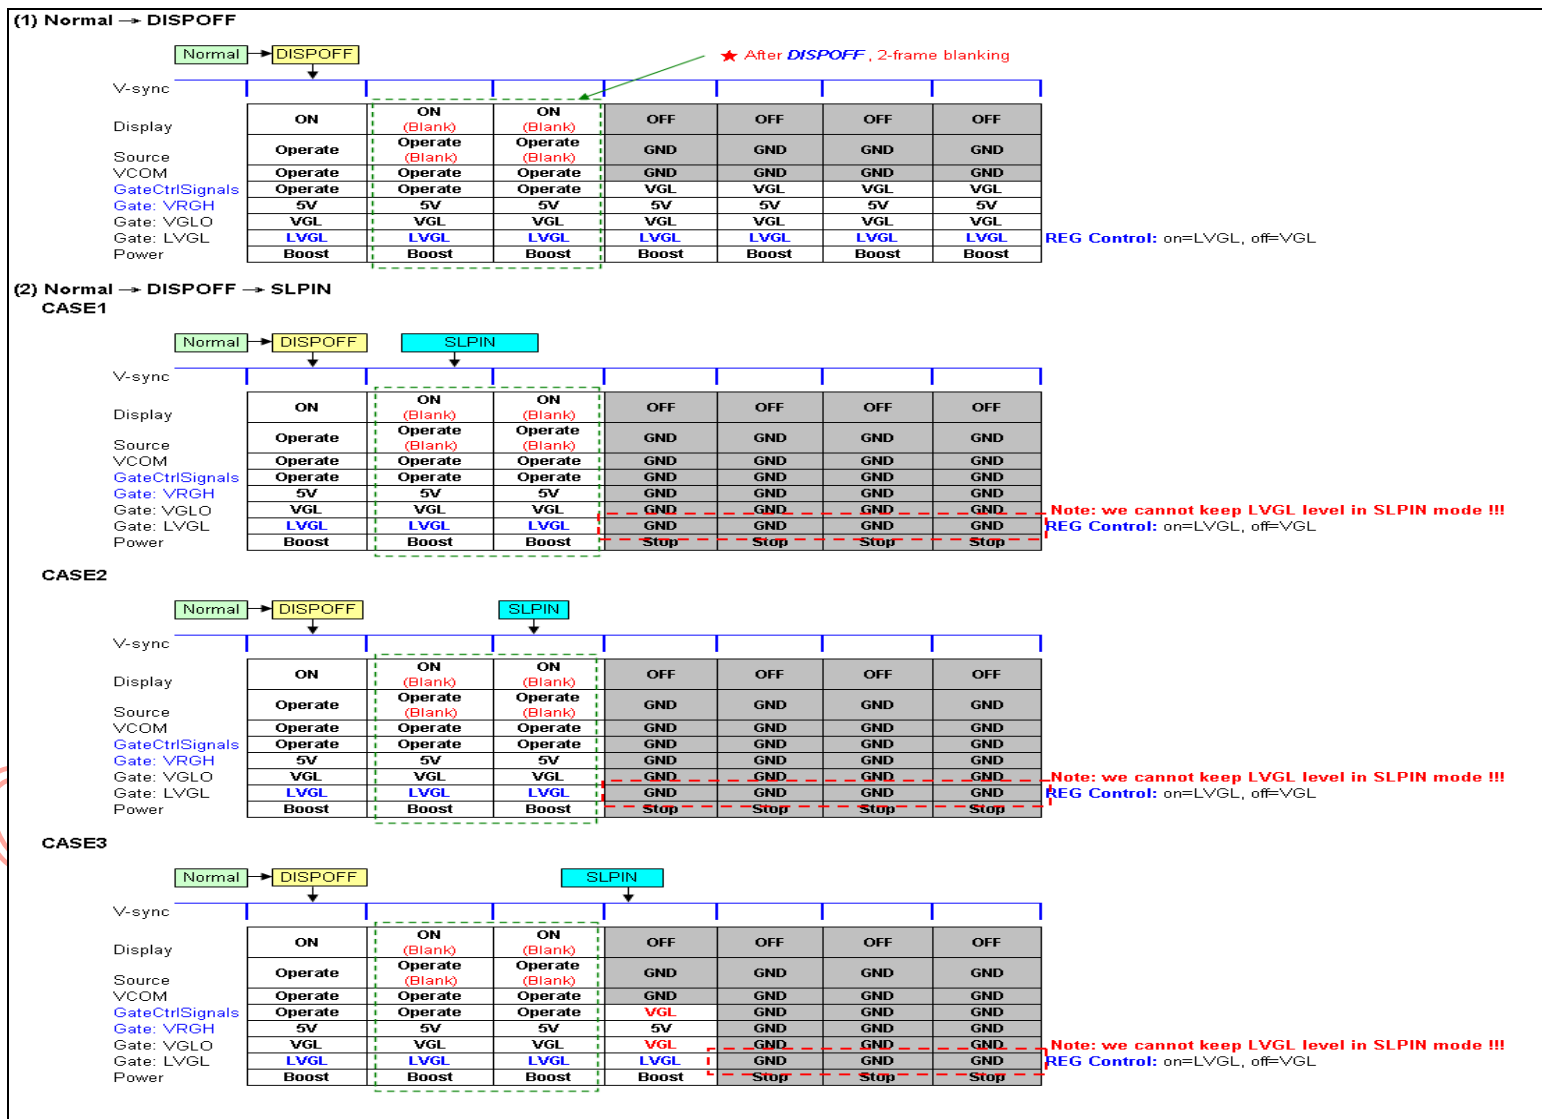 (1) Normal → DISPOFF
Normal DISPOFF ★ After DISPOFF , 2-frame blanking
V-sync
Display ON ON (Blank) ON (Blank) OFF OFF OFF OFF
Source Operate Operate (Blank) Operate (Blank) GND GND GND GND
VCOM Operate Operate Operate GND GND GND GND
GateCtrlSignals Operate Operate Operate VGL VGL VGL VGL
Gate: VRGH 5V 5V 5V 5V 5V 5V 5V
Gate: VGLO VGL VGL VGL VGL VGL VGL VGL
Gate: LVGL LVGL LVGL LVGL LVGL LVGL LVGL LVGL REG Control: on=LVGL, off=VGL
Power Boost Boost Boost Boost Boost Boost Boost
(2) Normal → DISPOFF → SLPIN
CASE1
Normal DISPOFF SLPIN
V-sync
Display ON ON (Blank) ON (Blank) OFF OFF OFF OFF
Source Operate Operate (Blank) Operate (Blank) GND GND GND GND
VCOM Operate Operate Operate GND GND GND GND
GateCtrlSignals Operate Operate Operate GND GND GND GND
Gate: VRGH 5V 5V 5V GND GND GND GND
Gate: VGLO VGL VGL VGL GND GND GND GND Note: we cannot keep LVGL level in SLPIN mode !!!
Gate: LVGL LVGL LVGL LVGL GND GND GND GND REG Control: on=LVGL, off=VGL
Power Boost Boost Boost Stop Stop Stop Stop
CASE2
Normal DISPOFF SLPIN
V-sync
Display ON ON (Blank) ON (Blank) OFF OFF OFF OFF
Source Operate Operate (Blank) Operate (Blank) GND GND GND GND
VCOM Operate Operate Operate GND GND GND GND
GateCtrlSignals Operate Operate Operate GND GND GND GND
Gate: VRGH 5V 5V 5V GND GND GND GND
Gate: VGLO VGL VGL VGL GND GND GND GND Note: we cannot keep LVGL level in SLPIN mode !!!
Gate: LVGL LVGL LVGL LVGL GND GND GND GND REG Control: on=LVGL, off=VGL
Power Boost Boost Boost Stop Stop Stop Stop
CASE3
Normal DISPOFF SLPIN
V-sync
Display ON ON (Blank) ON (Blank) OFF OFF OFF OFF
Source Operate Operate (Blank) Operate (Blank) GND GND GND GND
VCOM Operate Operate Operate GND GND GND GND
GateCtrlSignals Operate Operate Operate VGL GND GND GND
Gate: VRGH 5V 5V 5V 5V GND GND GND
Gate: VGLO VGL VGL VGL VGL GND GND GND Note: we cannot keep LVGL level in SLPIN mode !!!
Gate: LVGL LVGL LVGL LVGL LVGL GND GND GND REG Control: on=LVGL, off=VGL
Power Boost Boost Boost Boost Stop Stop Stop